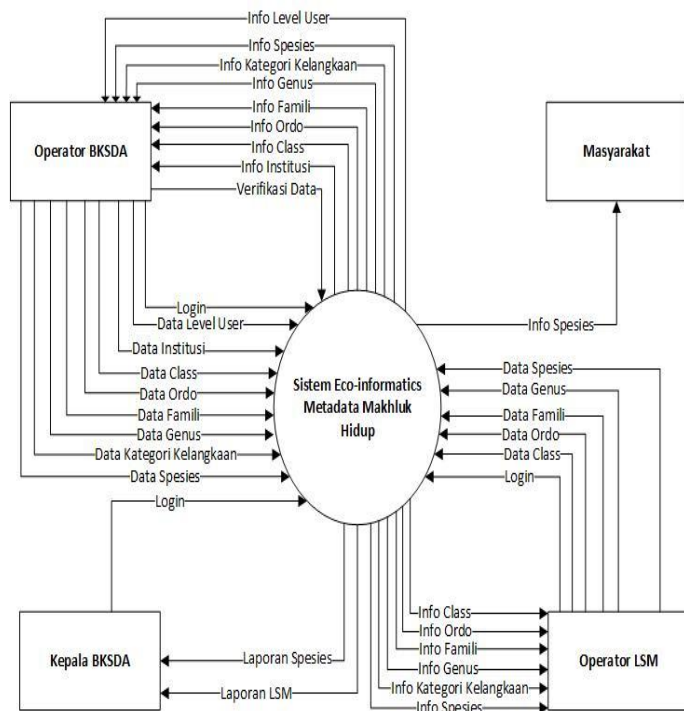 Info Level User
Info Spesies
Info Kategori Kelangkaan
Info Genus
Info Famili
Info Ordo
Info Class
Info Institusi
Verifikasi Data
Operator BKSDA
Masyarakat
Login
Data Level User
Data Institusi
Data Class
Data Ordo
Data Famili
Data Genus
Data Kategori Kelangkaan
Data Spesies
Login
Sistem Eco-informatics
Metadata Makhluk
Hidup
Info Spesies
Data Spesies
Data Genus
Data Famili
Data Ordo
Data Class
Login
Kepala BKSDA
Laporan Spesies
Laporan LSM
Info Class
Info Ordo
Info Famili
Info Genus
Info Kategori Kelangkaan
Info Spesies
Operator LSM